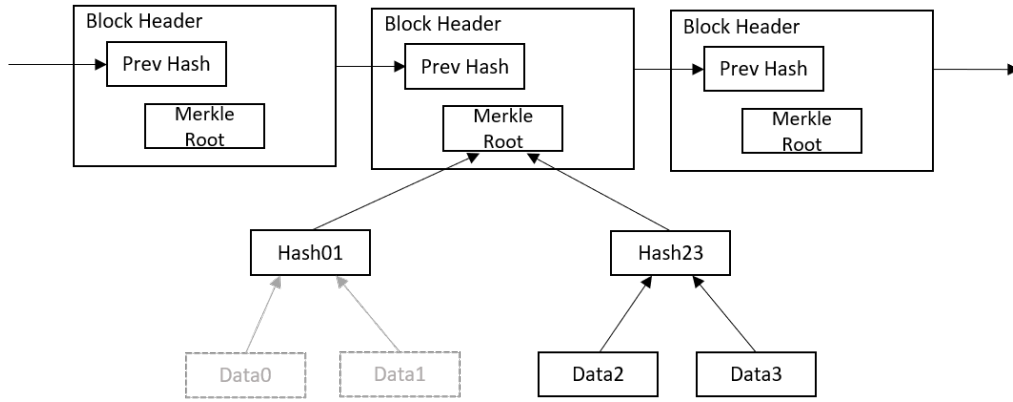 Block Header
Prev Hash
Merkle
Root
Block Header
Prev Hash
Merkle
Root
Block Header
Prev Hash
Merkle
Root
Hash01
Hash23
Data0
Data1
Data2
Data3